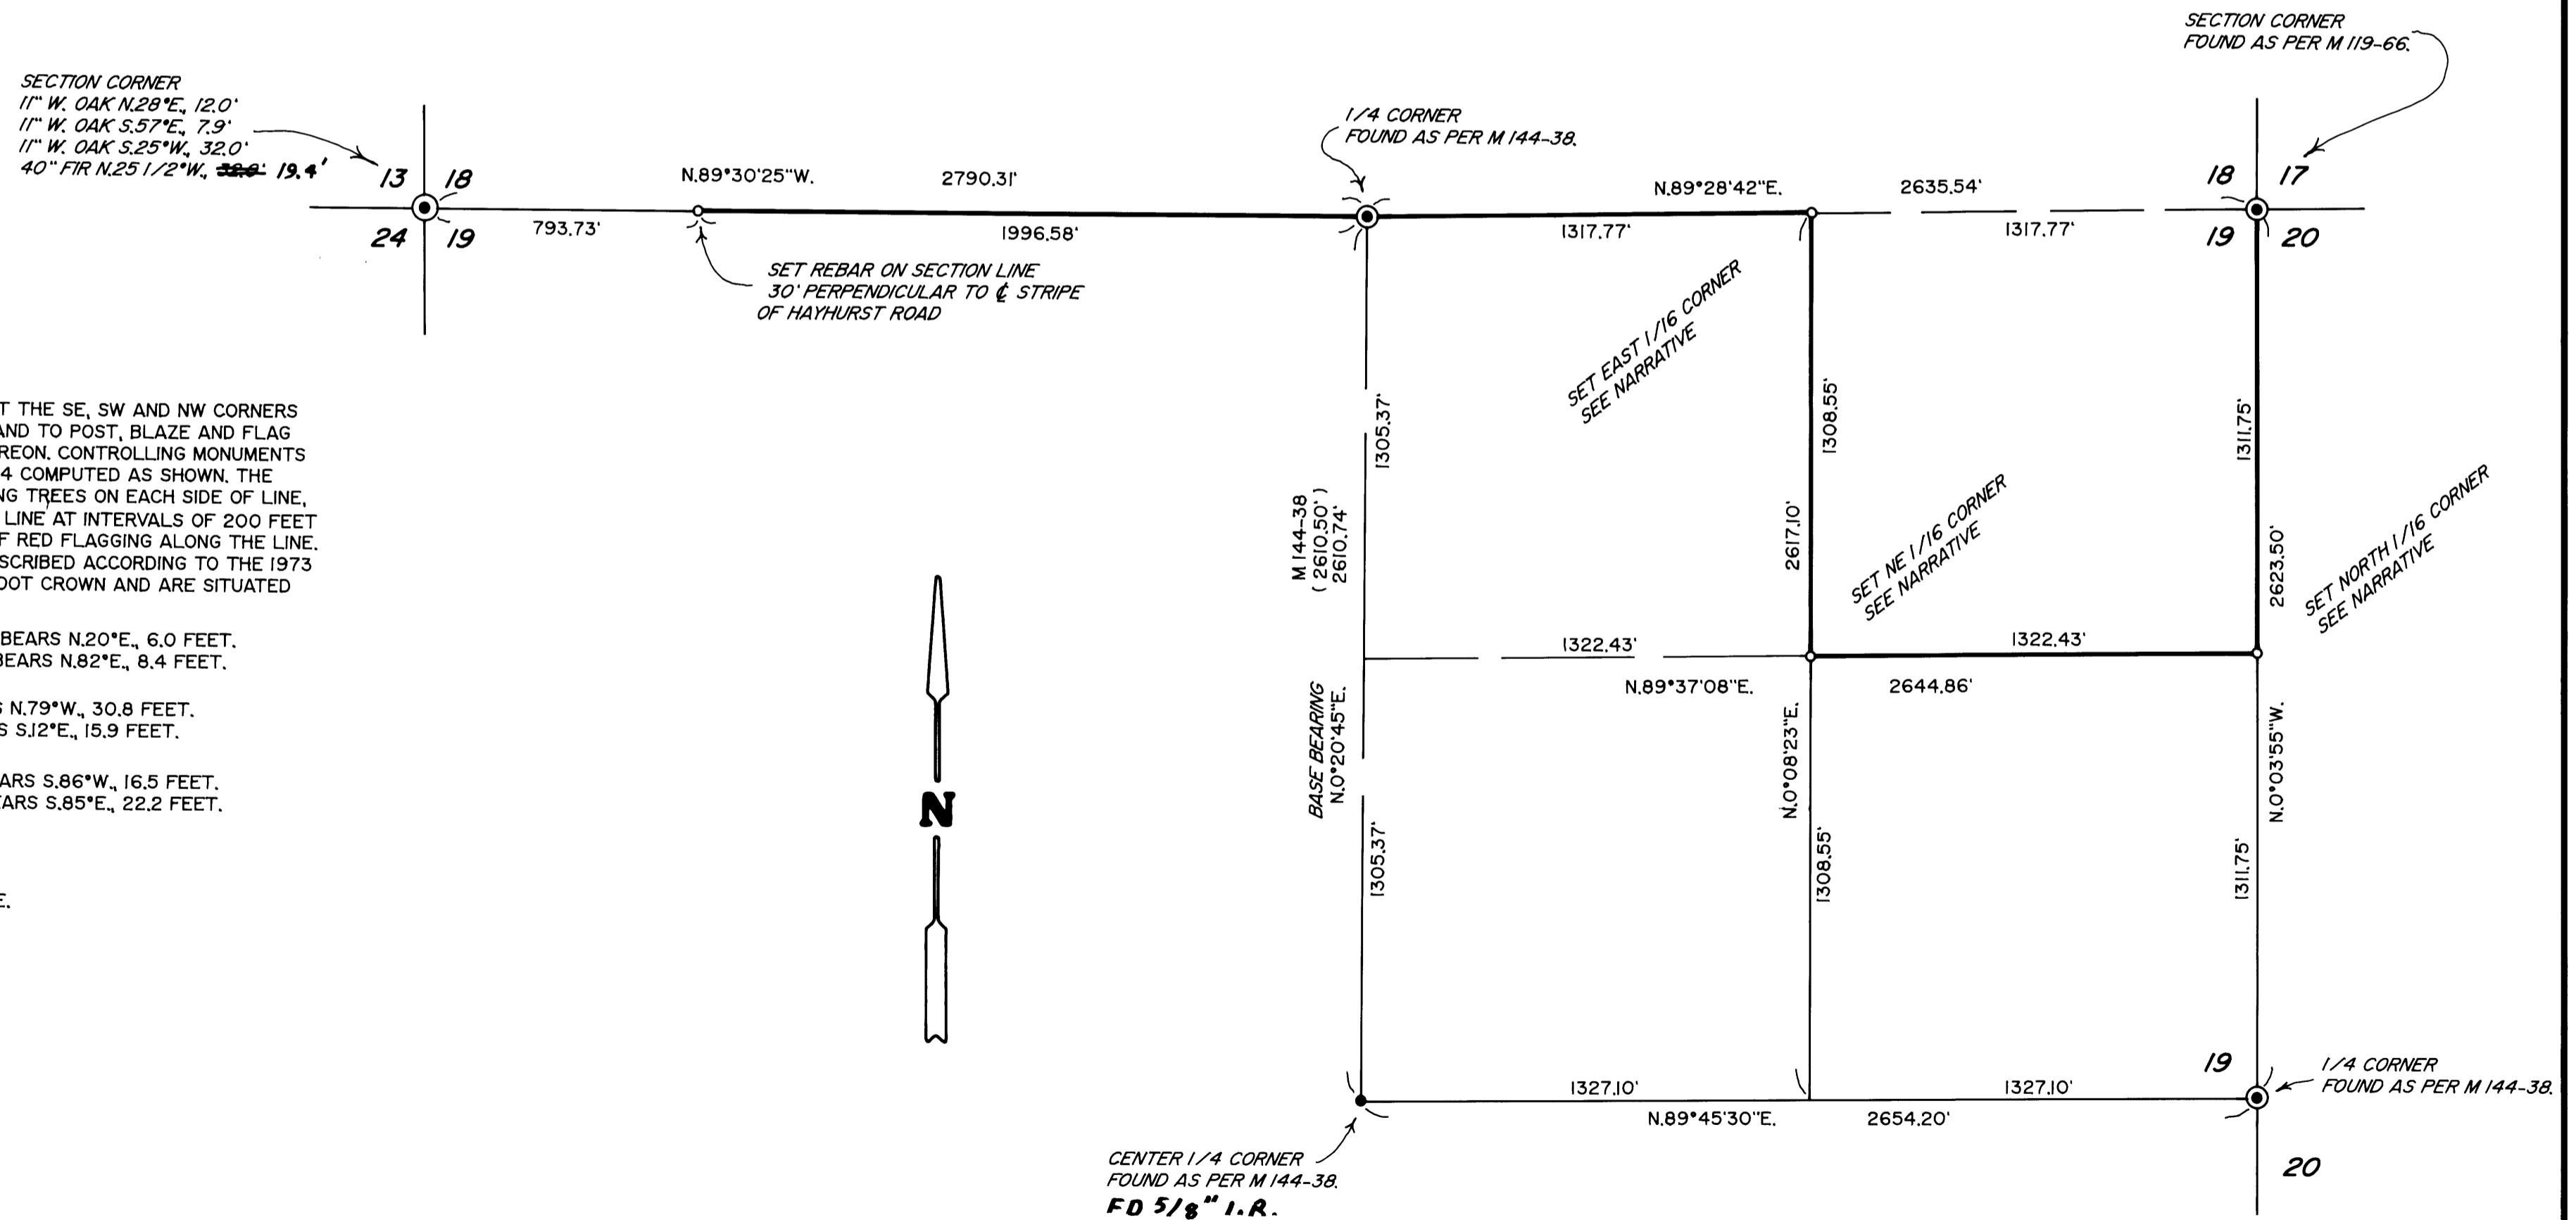 SECTION CORNER
FOUND AS PER M 119-66.
SECTION CORNER
11" W. OAK N.28°E., 12.0'
11" W. OAK S.57°E., 7.9'
11" W. OAK S.25°W., 32.0'
40" FIR N.25 1/2°W., 32.0' 19.4'
13 18
24 19
N.89°30'25"W. 2790.31'
793.73' 1996.58'
SET REBAR ON SECTION LINE
30' PERPENDICULAR TO ℄ STRIPE
OF HAYHURST ROAD
1/4 CORNER
FOUND AS PER M 144-38.
N.89°28'42"E. 2635.54'
1317.77' 1317.77'
18 17
19 20
SET EAST 1/16 CORNER
SEE NARRATIVE
1305.37'
M 144-38
( 2610.50' )
2610.74'
1308.55'
2617.10'
1311.75'
2623.50'
SET NE 1/16 CORNER
SEE NARRATIVE
SET NORTH 1/16 CORNER
SEE NARRATIVE
1322.43' 1322.43'
N.89°37'08"E. 2644.86'
BASE BEARING
N.0°20'45"E.
N.0°08'23"E.
N.0°03'55"W.
1305.37'
1308.55'
1311.75'
1327.10' 1327.10'
N.89°45'30"E. 2654.20'
19
1/4 CORNER
FOUND AS PER M 144-38.
20
CENTER 1/4 CORNER
FOUND AS PER M 144-38.
FD 5/8" I.R.
N
T THE SE, SW AND NW CORNERS
AND TO POST, BLAZE AND FLAG
REON. CONTROLLING MONUMENTS
4 COMPUTED AS SHOWN. THE
NG TREES ON EACH SIDE OF LINE,
LINE AT INTERVALS OF 200 FEET
F RED FLAGGING ALONG THE LINE.
SCRIBED ACCORDING TO THE 1973
OOT CROWN AND ARE SITUATED
BEARS N.20°E., 6.0 FEET.
BEARS N.82°E., 8.4 FEET.
S N.79°W., 30.8 FEET.
S S.12°E., 15.9 FEET.
ARS S.86°W., 16.5 FEET.
EARS S.85°E., 22.2 FEET.
E.